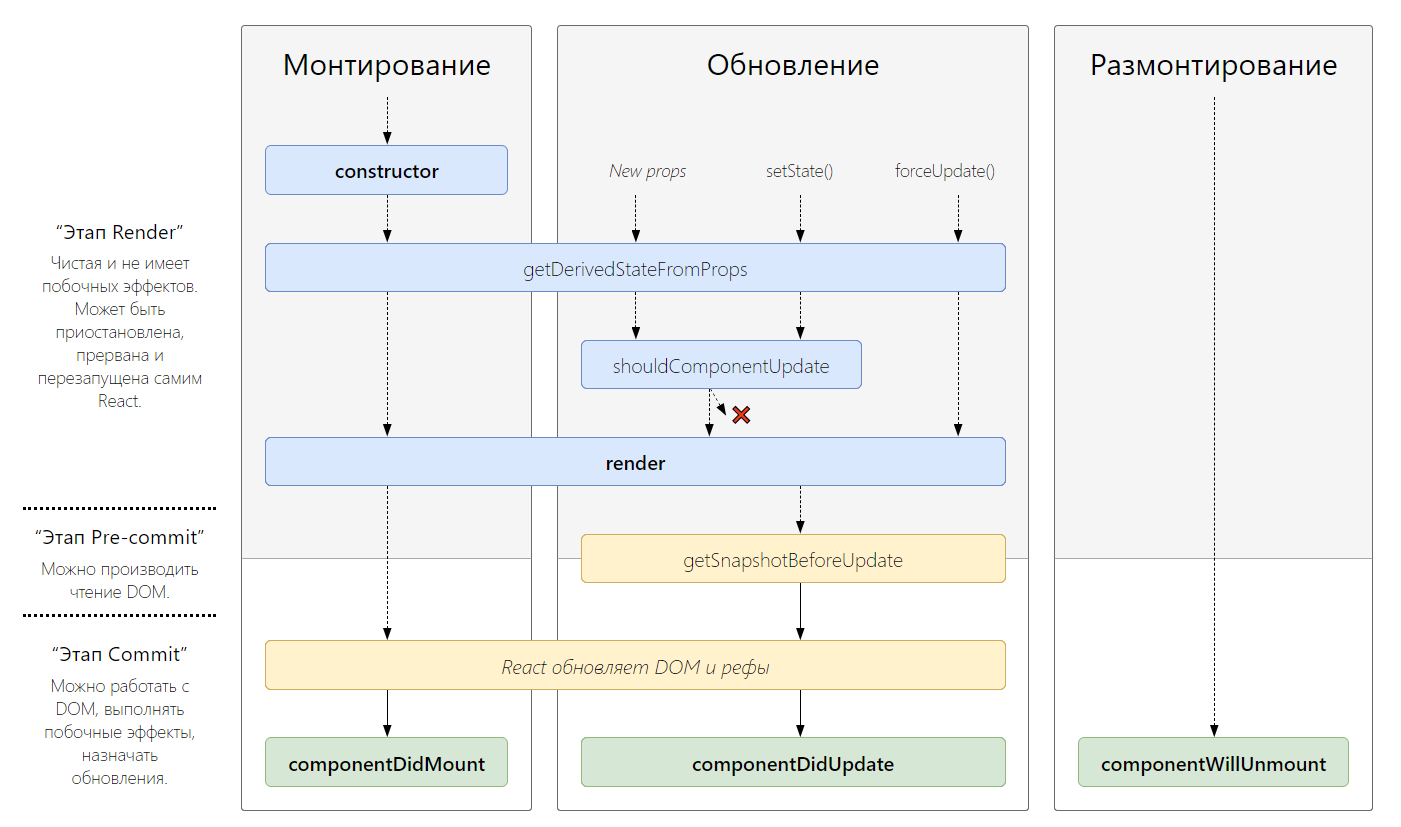 Монтирование
Обновление
Размонтирование
constructor
New props
setState()
forceUpdate()
“Этап Render”
Чистая и не имеет
побочных эффектов.
Может быть
приостановлена,
прервана и
перезапущена самим
React.
getDerivedStateFromProps
shouldComponentUpdate
render
“Этап Pre-commit”
Можно производить
чтение DOM.
getSnapshotBeforeUpdate
“Этап Commit”
Можно работать с
DOM, выполнять
побочные эффекты,
назначать
обновления.
React обновляет DOM и рефы
componentDidMount
componentDidUpdate
componentWillUnmount